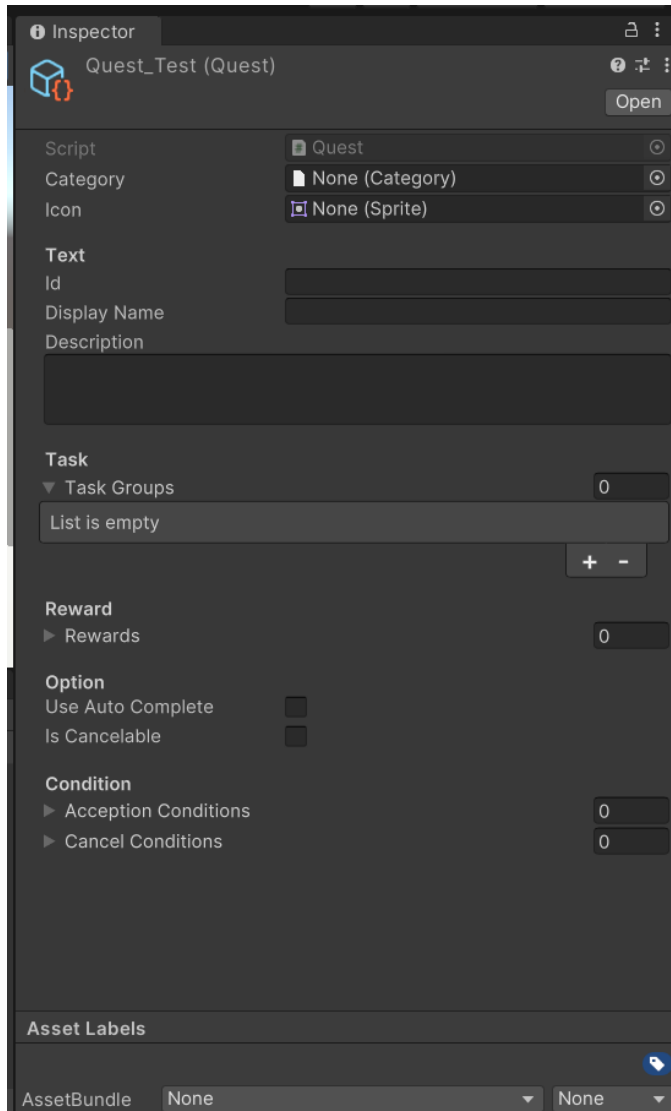 Inspector
Quest_Test (Quest)
Open
Script Quest
Category None (Category)
Icon None (Sprite)
Text
Id
Display Name
Description
Task
Task Groups 0
List is empty
+ -
Reward
Rewards 0
Option
Use Auto Complete
Is Cancelable
Condition
Acception Conditions 0
Cancel Conditions 0
Asset Labels
AssetBundle None None